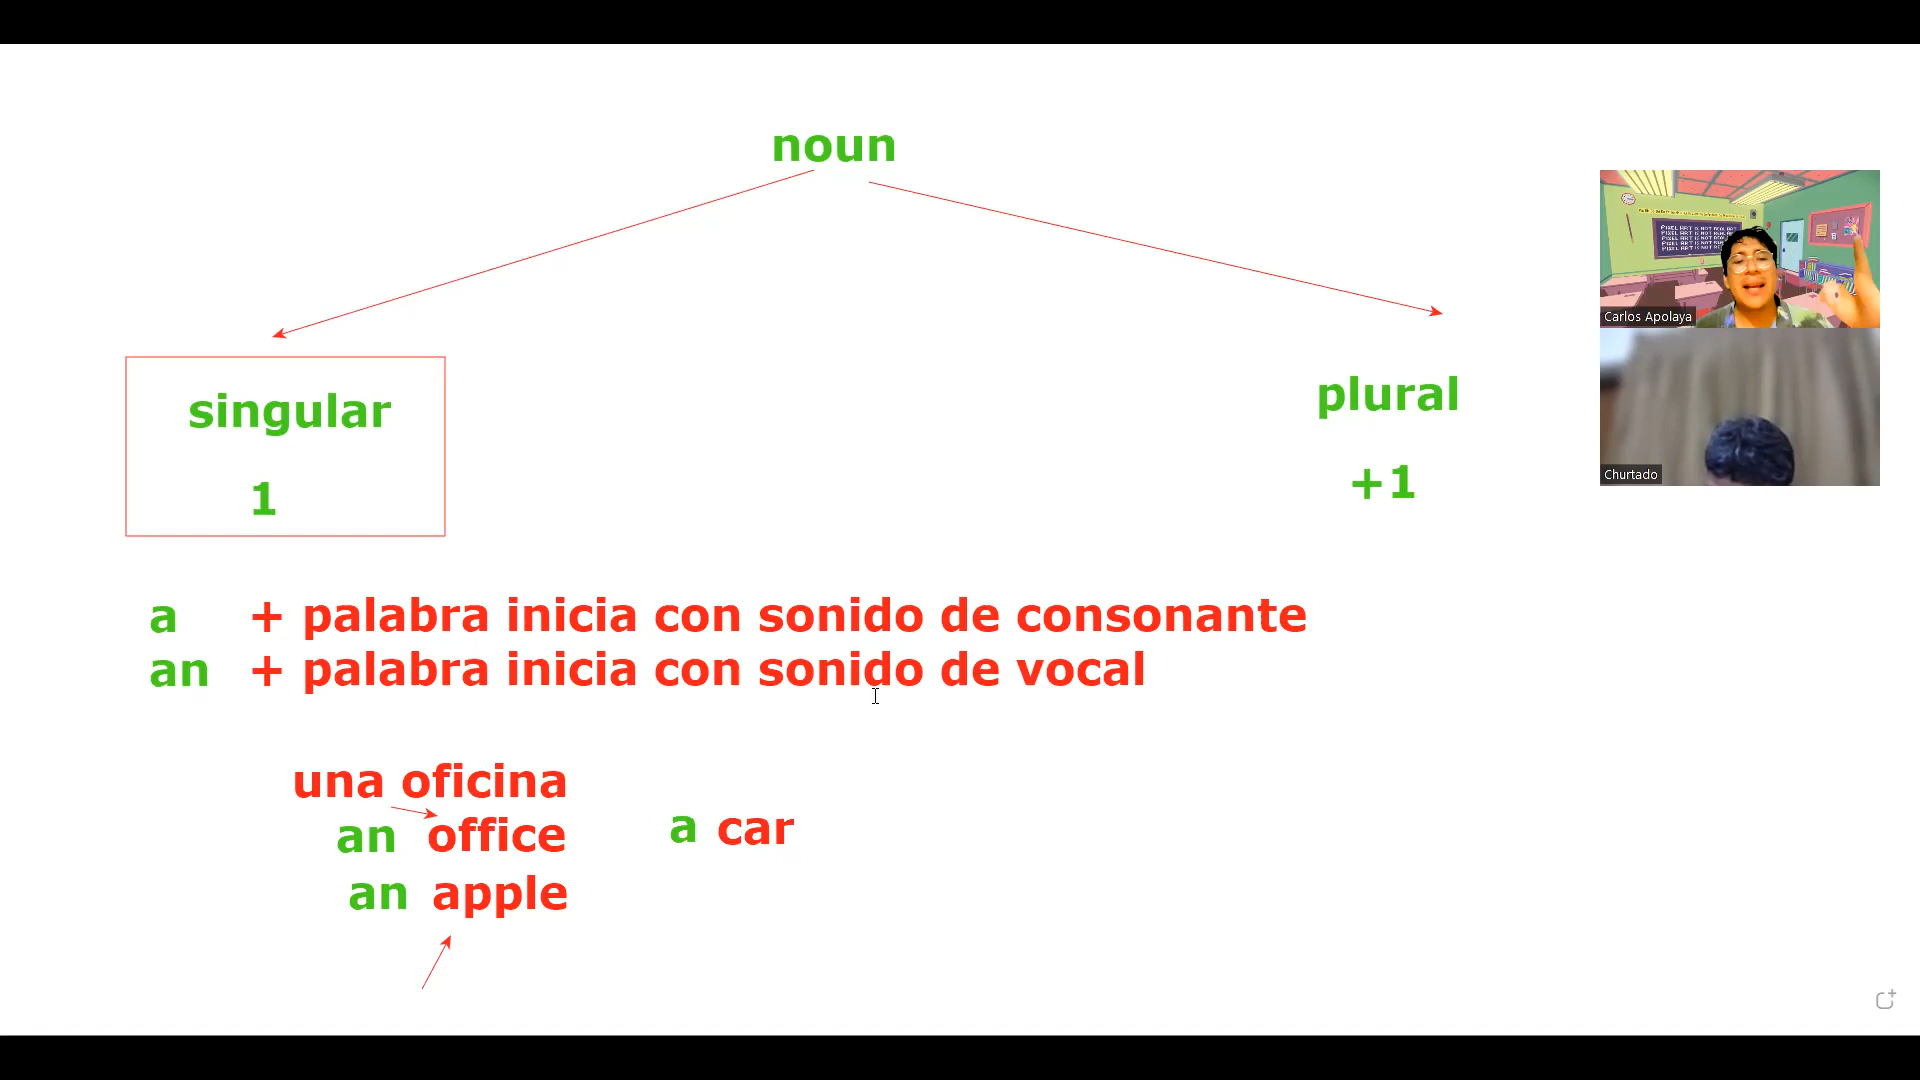 noun
singular
1
plural
+1
a + palabra inicia con sonido de consonante
an + palabra inicia con sonido de vocal
una oficina
an office
an apple
a car
Carlos Apolaya
Churtado